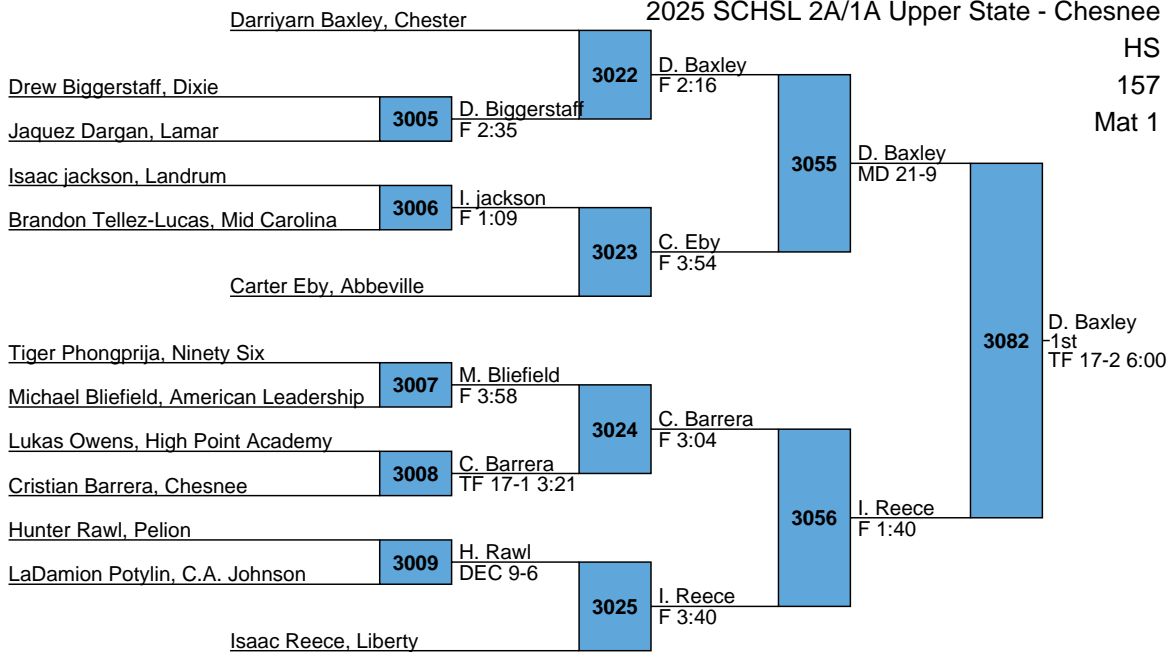 2025 SCHSL 2A/1A Upper State - Chesnee
HS
157
Mat 1
Darriyarn Baxley, Chester
Drew Biggerstaff, Dixie
3005
Jaquez Dargan, Lamar
D. Biggerstaff
F 2:35
3022
D. Baxley
F 2:16
Isaac jackson, Landrum
3006
Brandon Tellez-Lucas, Mid Carolina
I. jackson
F 1:09
3023
Carter Eby, Abbeville
C. Eby
F 3:54
3055
D. Baxley
MD 21-9
Tiger Phongprija, Ninety Six
3007
Michael Bliefield, American Leadership
M. Bliefield
F 3:58
Lukas Owens, High Point Academy
3008
Cristian Barrera, Chesnee
C. Barrera
TF 17-1 3:21
3024
C. Barrera
F 3:04
Hunter Rawl, Pelion
3009
LaDamion Potylin, C.A. Johnson
H. Rawl
DEC 9-6
3025
Isaac Reece, Liberty
I. Reece
F 3:40
3056
I. Reece
F 1:40
3082
D. Baxley
1st
TF 17-2 6:00